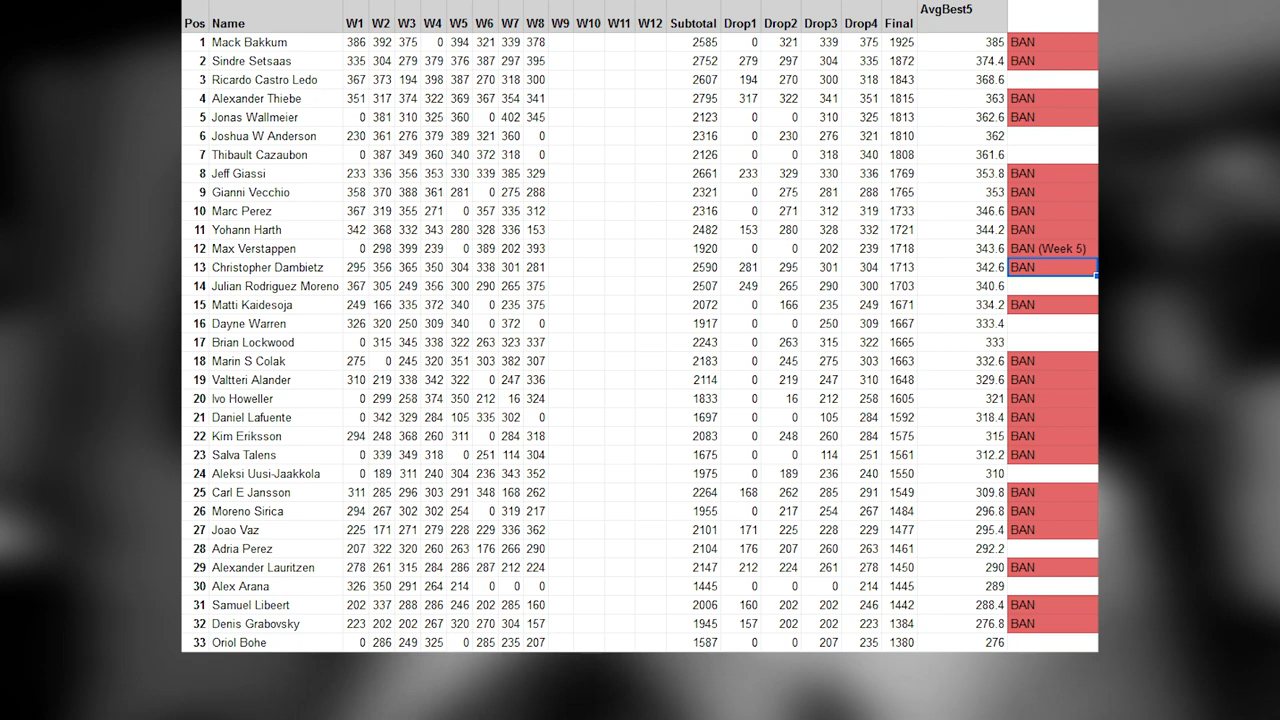 AvgBest5
Pos Name W1 W2 W3 W4 W5 W6 W7 W8 W9 W10 W11 W12 Subtotal Drop1 Drop2 Drop3 Drop4 Final
1 Mack Bakkum 386 392 375 0 394 321 339 378 2585 0 321 339 375 1925 385 BAN
2 Sindre Setsaas 335 304 279 379 376 387 297 395 2752 279 297 304 335 1872 374.4 BAN
3 Ricardo Castro Ledo 367 373 194 398 387 270 318 300 2607 194 270 300 318 1843 368.6
4 Alexander Thiebe 351 317 374 322 369 367 354 341 2795 317 322 341 351 1815 363 BAN
5 Jonas Wallmeier 0 381 310 325 360 0 402 345 2123 0 0 310 325 1813 362.6 BAN
6 Joshua W Anderson 230 361 276 379 389 321 360 0 2316 0 230 276 321 1810 362
7 Thibault Cazaubon 0 387 349 360 340 372 318 0 2126 0 0 318 340 1808 361.6
8 Jeff Giassi 233 336 356 353 330 339 385 329 2661 233 329 330 336 1769 353.8 BAN
9 Gianni Vecchio 358 370 388 361 281 0 275 288 2321 0 275 281 288 1765 353 BAN
10 Marc Perez 367 319 355 271 0 357 335 312 2316 0 271 312 319 1733 346.6 BAN
11 Yohann Harth 342 368 332 343 280 328 336 153 2482 153 280 328 332 1721 344.2 BAN
12 Max Verstappen 0 298 399 239 0 389 202 393 1920 0 0 202 239 1718 343.6 BAN (Week 5)
13 Christopher Dambietz 295 356 365 350 304 338 301 281 2590 281 295 301 304 1713 342.6 BAN
14 Julian Rodriguez Moreno 367 305 249 356 300 290 265 375 2507 249 265 290 300 1703 340.6
15 Matti Kaidesoja 249 166 335 372 340 0 235 375 2072 0 166 235 249 1671 334.2 BAN
16 Dayne Warren 326 320 250 309 340 0 372 0 1917 0 0 250 309 1667 333.4
17 Brian Lockwood 0 315 345 338 322 263 323 337 2243 0 263 315 322 1665 333
18 Marin S Colak 275 0 245 320 351 303 382 307 2183 0 245 275 303 1663 332.6 BAN
19 Valtteri Alander 310 219 338 342 322 0 247 336 2114 0 219 247 310 1648 329.6 BAN
20 Ivo Howeller 0 299 258 374 350 212 16 324 1833 0 16 212 258 1605 321 BAN
21 Daniel Lafuente 0 342 329 284 105 335 302 0 1697 0 0 105 284 1592 318.4 BAN
22 Kim Eriksson 294 248 368 260 311 0 284 318 2083 0 248 260 284 1575 315 BAN
23 Salva Talens 0 339 349 318 0 251 114 304 1675 0 0 114 251 1561 312.2 BAN
24 Aleksi Uusi-Jaakkola 0 189 311 240 304 236 343 352 1975 0 189 236 240 1550 310
25 Carl E Jansson 311 285 296 303 291 348 168 262 2264 168 262 285 291 1549 309.8 BAN
26 Moreno Sirica 294 267 302 302 254 0 319 217 1955 0 217 254 267 1484 296.8 BAN
27 Joao Vaz 225 171 271 279 228 229 336 362 2101 171 225 228 229 1477 295.4 BAN
28 Adria Perez 207 322 320 260 263 176 266 290 2104 176 207 260 263 1461 292.2
29 Alex Lauritzen 278 261 315 284 286 287 212 224 2147 212 224 261 278 1450 290 BAN
30 Alex Arana 326 350 291 264 214 0 0 0 1445 0 0 0 214 1445 289
31 Samuel Libeert 202 337 288 286 246 202 285 160 2006 160 202 202 246 1442 288.4 BAN
32 Denis Grabovsky 223 202 202 267 320 270 304 157 1945 157 202 202 223 1384 276.8 BAN
33 Oriol Bohe 0 286 249 325 0 285 235 207 1587 0 0 207 235 1380 276